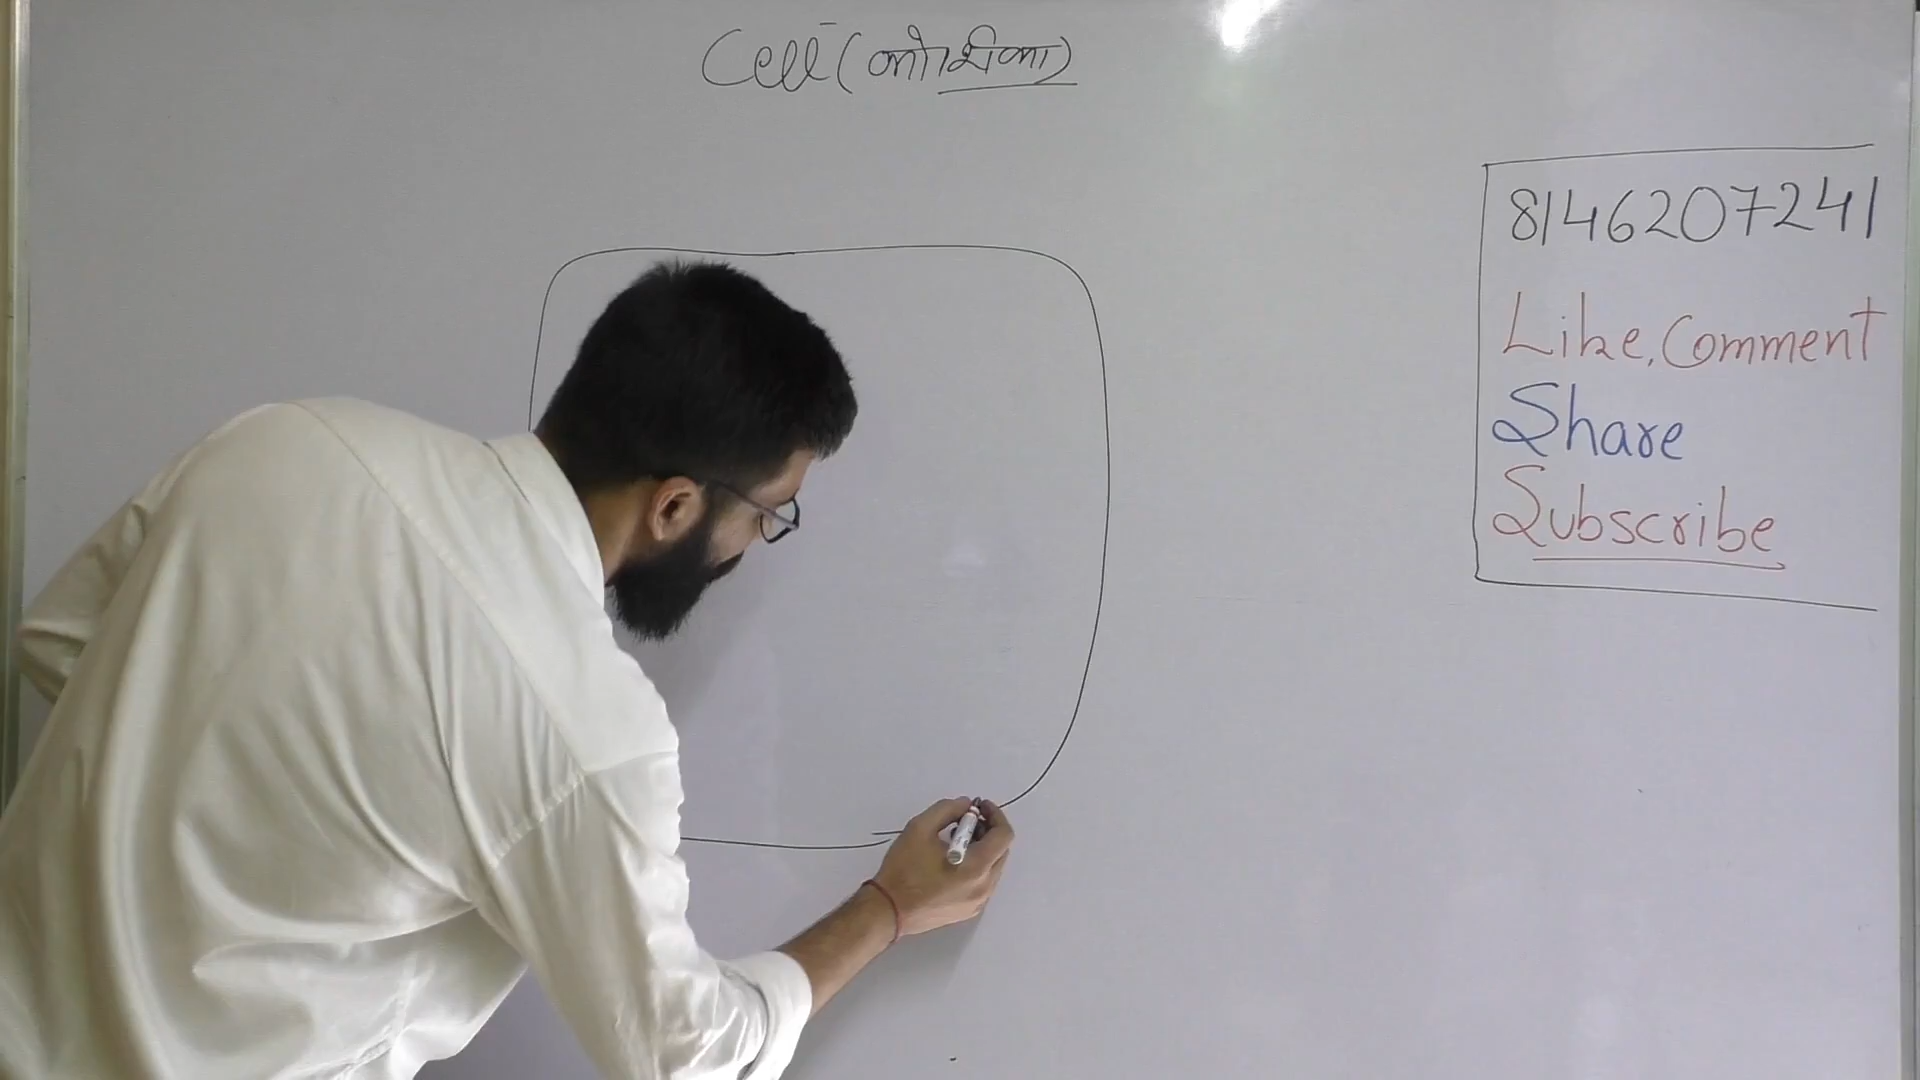 Cell (कोशिका)
8146207241
Like, Comment
Share
Subscribe